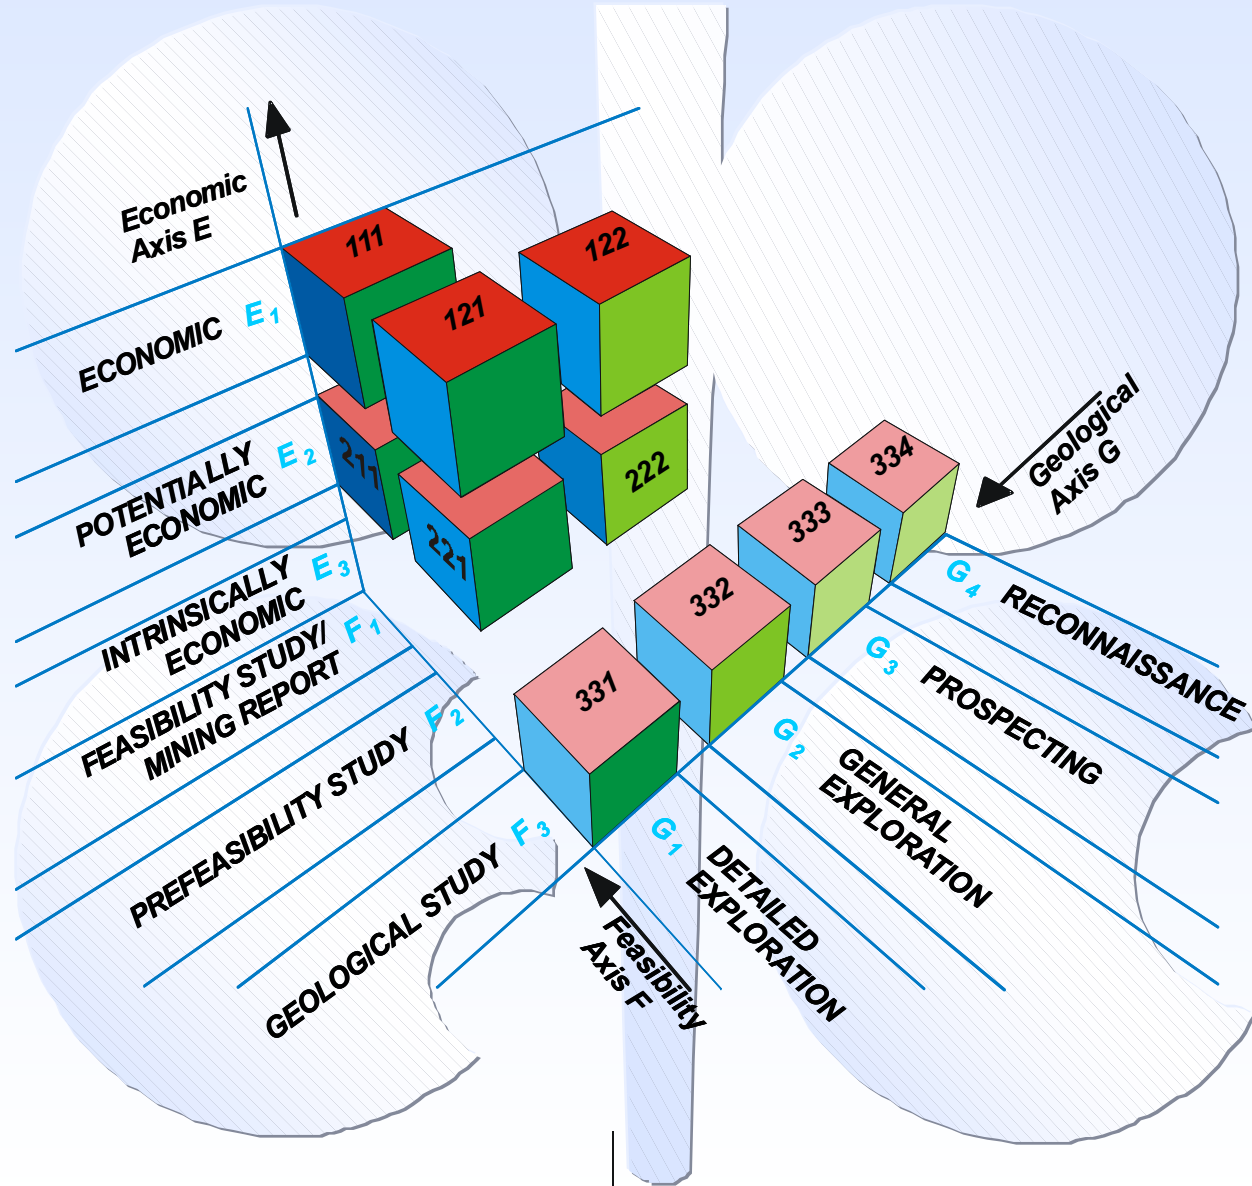 Economic
Axis E
E1
ECONOMIC
E2
POTENTIALLY
ECONOMIC
E3
INTRINSICALLY
ECONOMIC
F1
FEASIBILITY STUDY/
MINING REPORT
F2
PREFEASIBILITY STUDY
F3
GEOLOGICAL STUDY
111
122
121
211
222
221
334
333
332
331
Geological
Axis G
G4
RECONNAISSANCE
G3
PROSPECTING
G2
GENERAL
EXPLORATION
G1
DETAILED
EXPLORATION
Feasibility
Axis F